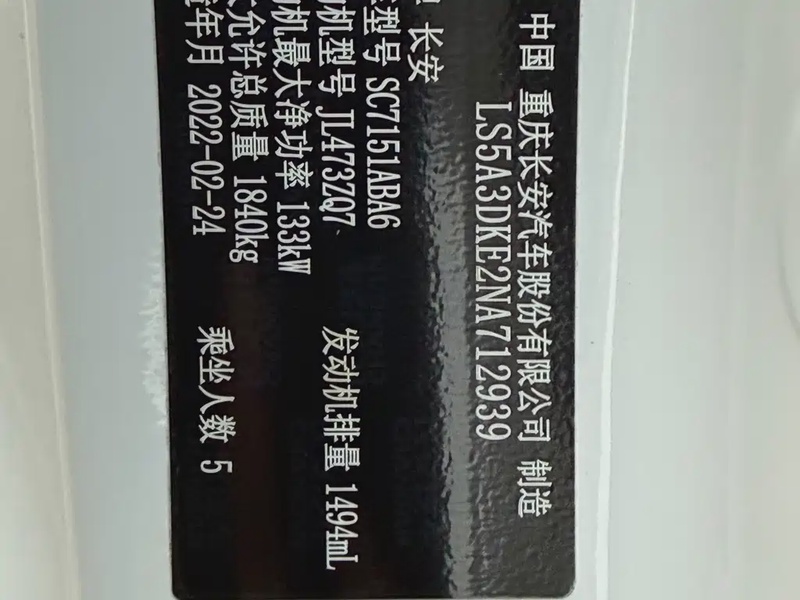 中国 重庆长安汽车股份有限公司 制造
LS5A3DKE2NA712939
长安
型号 SC7151ABA6
机型号 JL473ZQ7 发动机排量 1494mL
机最大净功率 133kW
允许总质量 1840kg
年月 2022-02-24 乘坐人数 5